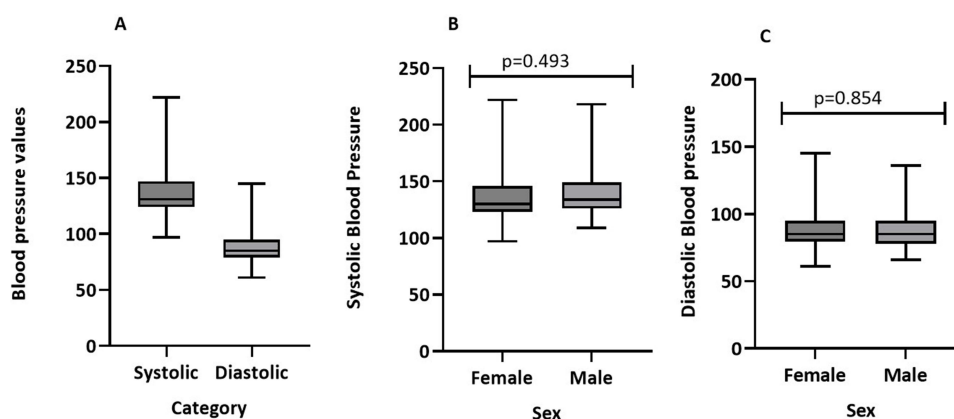 A
Blood pressure values
250
200
150
100
50
0
Systolic Diastolic
Category
B
Systolic Blood Pressure
250
200
150
100
50
0
p=0.493
Female Male
Sex
C
Diastolic Blood pressure
200
150
100
50
0
p=0.854
Female Male
Sex